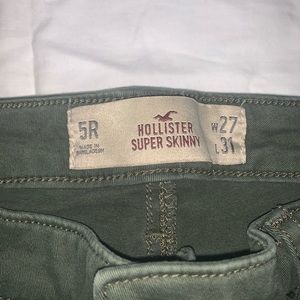 5R
MADE IN
BANGLADESH
HOLLISTER
SUPER SKINNY
W27
L31